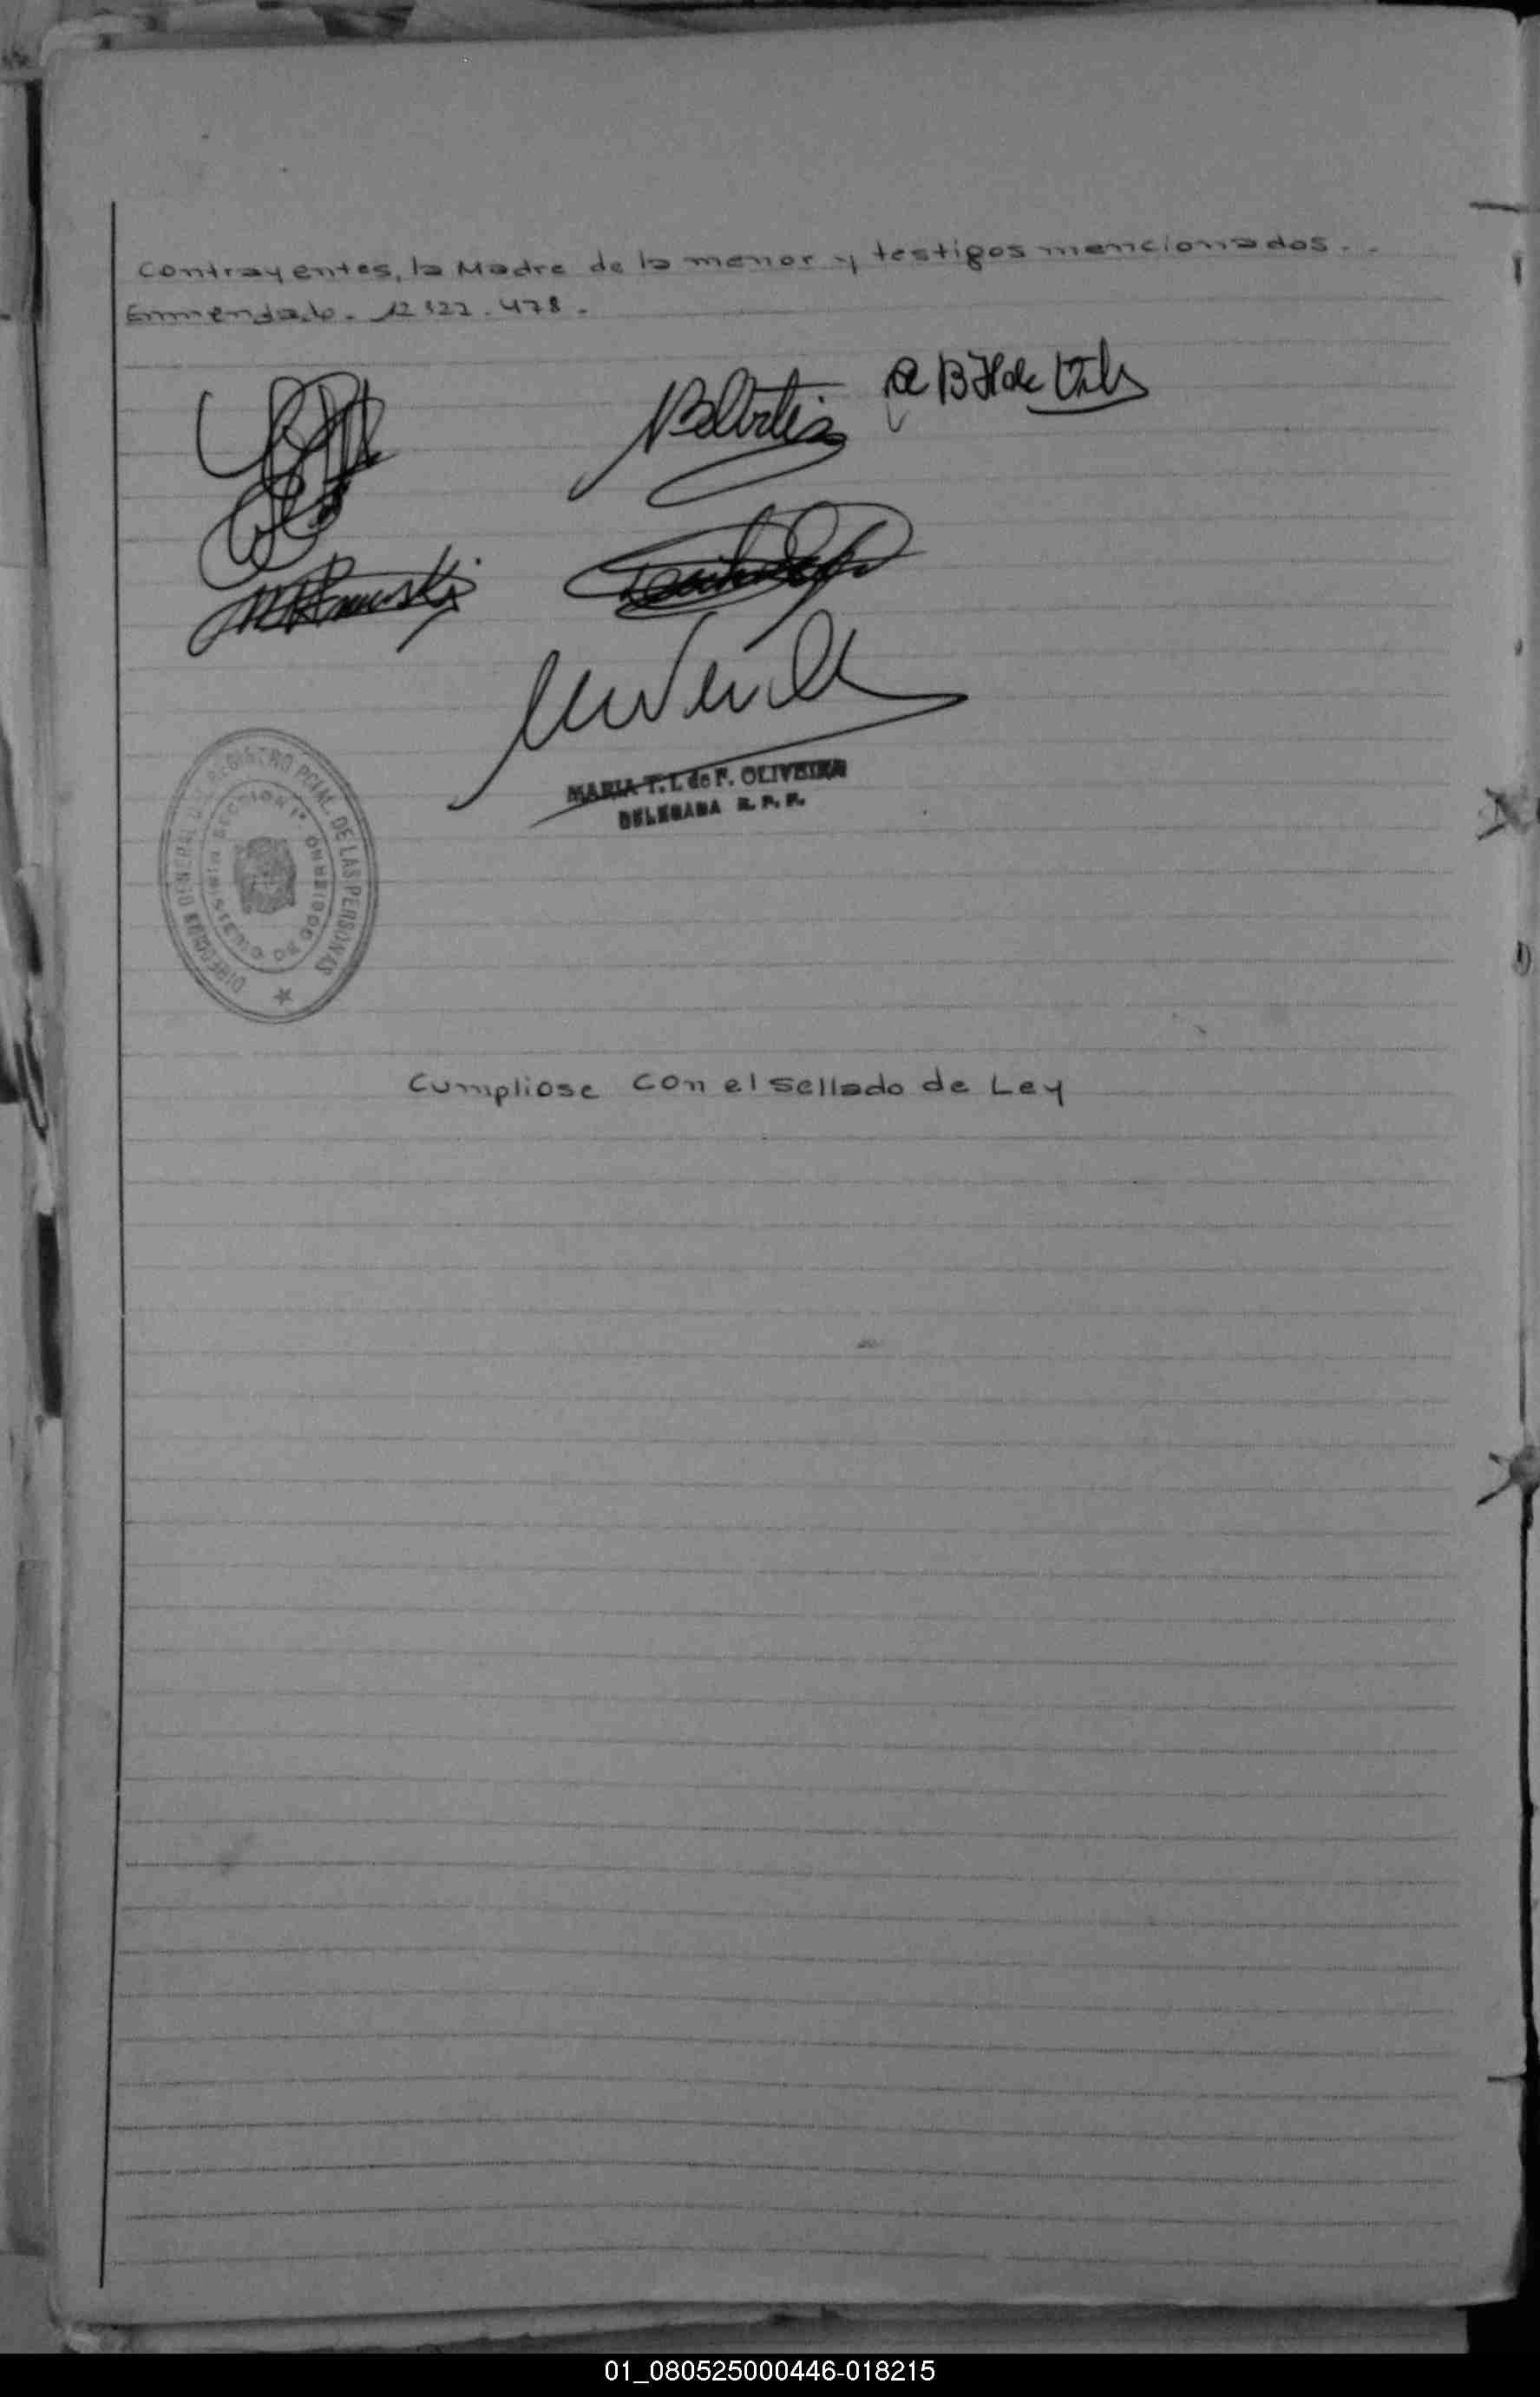 Contrayentes, la Madre de la menor y testigos mencionados. -
Enmendado. 12 322. 478 -
MARIA T. I. de F. OLIVEIRA
DELEGADA R. P. P.
DIRECCION GENERAL DEL REGISTRO PCIAL. DE LAS PERSONAS
MINISTERIO DE GOBIERNO
SECCION 1ª
Cumpliose con el sellado de Ley
01_080525000446-018215